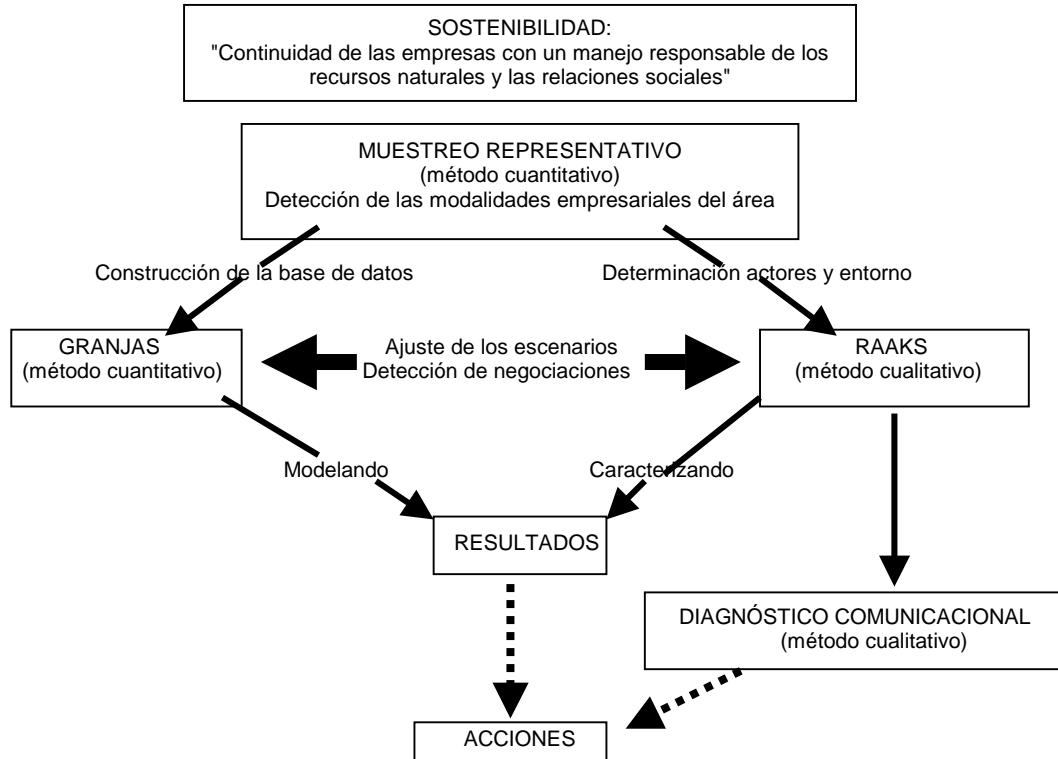 SOSTENIBILIDAD:
"Continuidad de las empresas con un manejo responsable de los
recursos naturales y las relaciones sociales"
MUESTREO REPRESENTATIVO
(método cuantitativo)
Detección de las modalidades empresariales del área
Construcción de la base de datos
Determinación actores y entorno
GRANJAS
(método cuantitativo)
Ajuste de los escenarios
Detección de negociaciones
RAAKS
(método cualitativo)
Modelando
Caracterizando
RESULTADOS
DIAGNÓSTICO COMUNICACIONAL
(método cualitativo)
ACCIONES